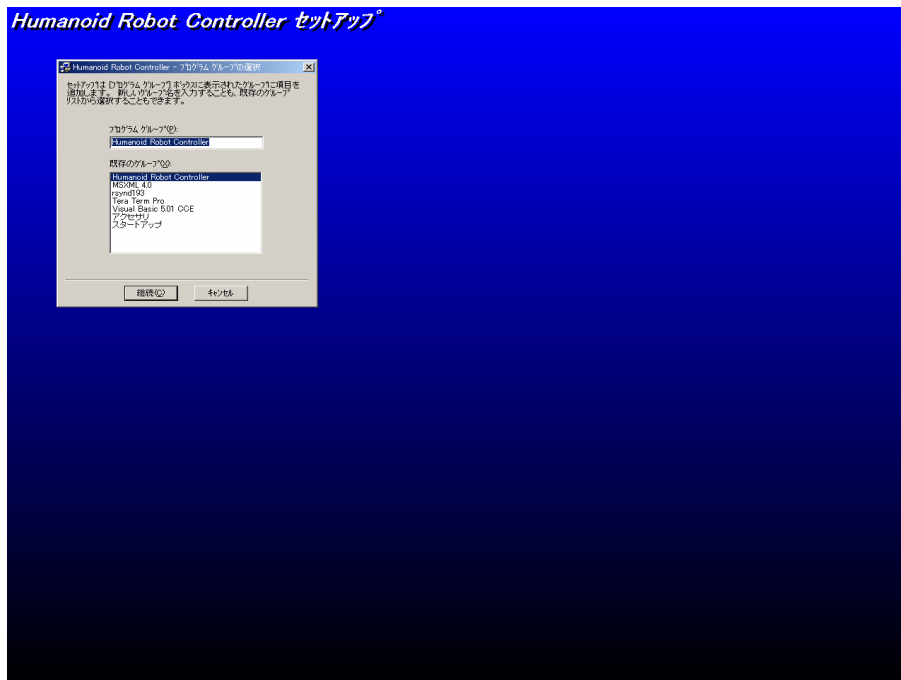 Humanoid Robot Controller ｾｯﾄｱｯﾌﾟ
Humanoid Robot Controller - ﾌﾟﾛｸﾞﾗﾑ ｸﾞﾙｰﾌﾟの選択
ｾｯﾄｱｯﾌﾟは [ﾌﾟﾛｸﾞﾗﾑ ｸﾞﾙｰﾌﾟ] ﾎﾞｯｸｽに表示されたｸﾞﾙｰﾌﾟに項目を
追加します。 新しいｸﾞﾙｰﾌﾟ名を入力することも、既存のｸﾞﾙｰﾌﾟ
ﾘｽﾄから選択することもできます。
ﾌﾟﾛｸﾞﾗﾑ ｸﾞﾙｰﾌﾟ(P):
Humanoid Robot Controller
既存のｸﾞﾙｰﾌﾟ(X):
Humanoid Robot Controller
MSXML 4.0
rsynd193
Tera Term Pro
Visual Basic 5.01 CCE
アクセサリ
スタートアップ
継続(C)
ｷｬﾝｾﾙ